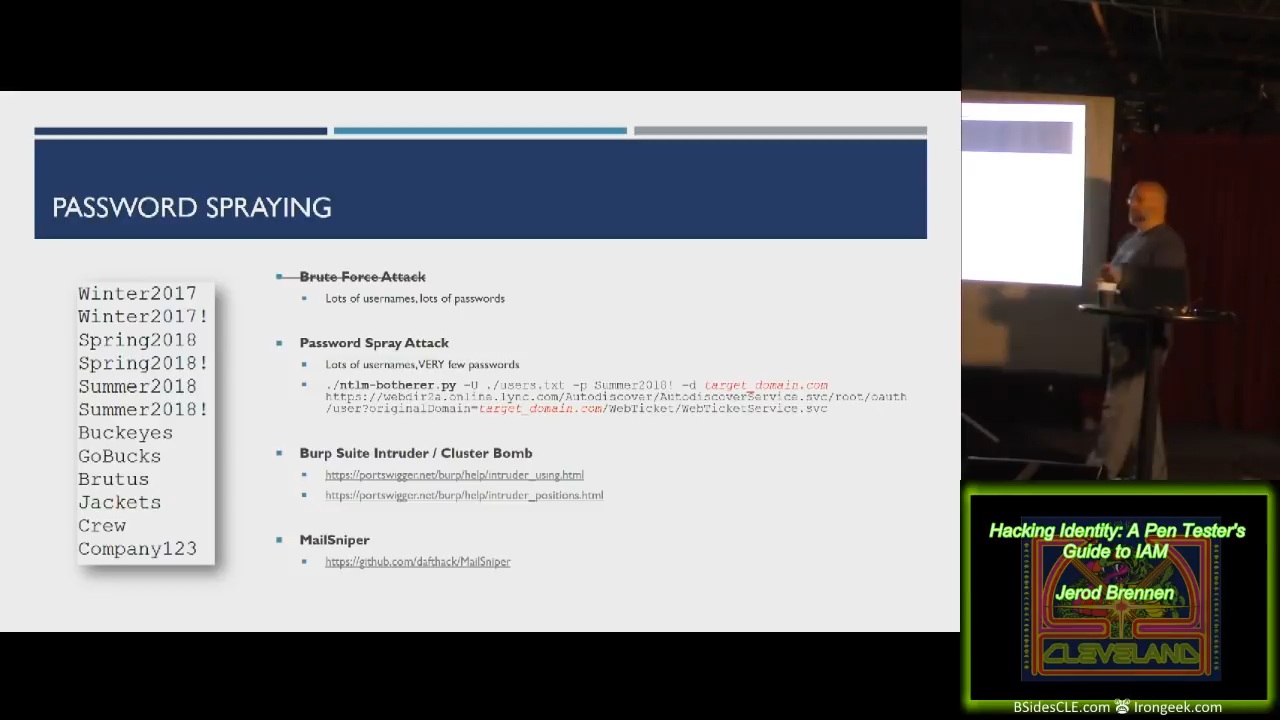 PASSWORD SPRAYING
Winter2017
Winter2017!
Spring2018
Spring2018!
Summer2018
Summer2018!
Buckeyes
GoBucks
Brutus
Jackets
Crew
Company123
Brute Force Attack
Lots of usernames, lots of passwords
Password Spray Attack
Lots of usernames, VERY few passwords
./ntlm-botherer.py -U ./users.txt -p Summer2018! -d target_domain.com
https://webdir2a.online.lync.com/Autodiscover/AutodiscoverService.svc/root/oauth
/user?originalDomain=target_domain.com/WebTicket/WebTicketService.svc
Burp Suite Intruder / Cluster Bomb
https://portswigger.net/burp/help/intruder_using.html
https://portswigger.net/burp/help/intruder_positions.html
MailSniper
https://github.com/dafthack/MailSniper
Hacking Identity: A Pen Tester's
Guide to IAM
Jerod Brennen
CLEVELAND
BSidesCLE.com Irongeek.com